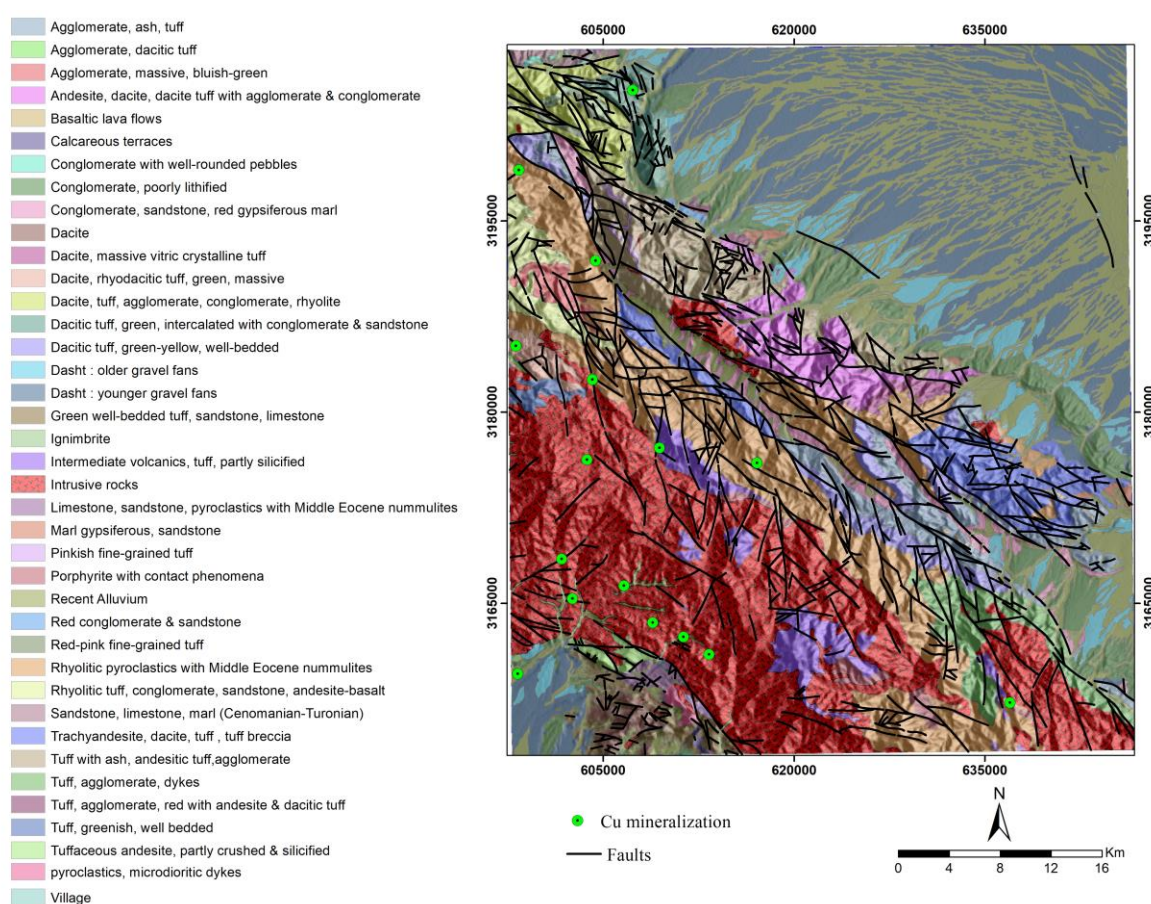 Agglomerate, ash, tuff
Agglomerate, dacitic tuff
Agglomerate, massive, bluish-green
Andesite, dacite, dacite tuff with agglomerate & conglomerate
Basaltic lava flows
Calcareous terraces
Conglomerate with well-rounded pebbles
Conglomerate, poorly lithified
Conglomerate, sandstone, red gypsiferous marl
Dacite
Dacite, massive vitric crystalline tuff
Dacite, rhyodacitic tuff, green, massive
Dacite, tuff, agglomerate, conglomerate, rhyolite
Dacitic tuff, green, intercalated with conglomerate & sandstone
Dacitic tuff, green-yellow, well-bedded
Dasht : older gravel fans
Dasht : younger gravel fans
Green well-bedded tuff, sandstone, limestone
Ignimbrite
Intermediate volcanics, tuff, partly silicified
Intrusive rocks
Limestone, sandstone, pyroclastics with Middle Eocene nummulites
Marl gypsiferous, sandstone
Pinkish fine-grained tuff
Porphyrite with contact phenomena
Recent Alluvium
Red conglomerate & sandstone
Red-pink fine-grained tuff
Rhyolitic pyroclastics with Middle Eocene nummulites
Rhyolitic tuff, conglomerate, sandstone, andesite-basalt
Sandstone, limestone, marl (Cenomanian-Turonian)
Trachyandesite, dacite, tuff , tuff breccia
Tuff with ash, andesitic tuff,agglomerate
Tuff, agglomerate, dykes
Tuff, agglomerate, red with andesite & dacitic tuff
Tuff, greenish, well bedded
Tuffaceous andesite, partly crushed & silicified
pyroclastics, microdioritic dykes
Village
605000 620000 635000
3195000 3195000
3180000 3180000
3165000 3165000
605000 620000 635000
Cu mineralization
Faults
N
Km
0 4 8 12 16